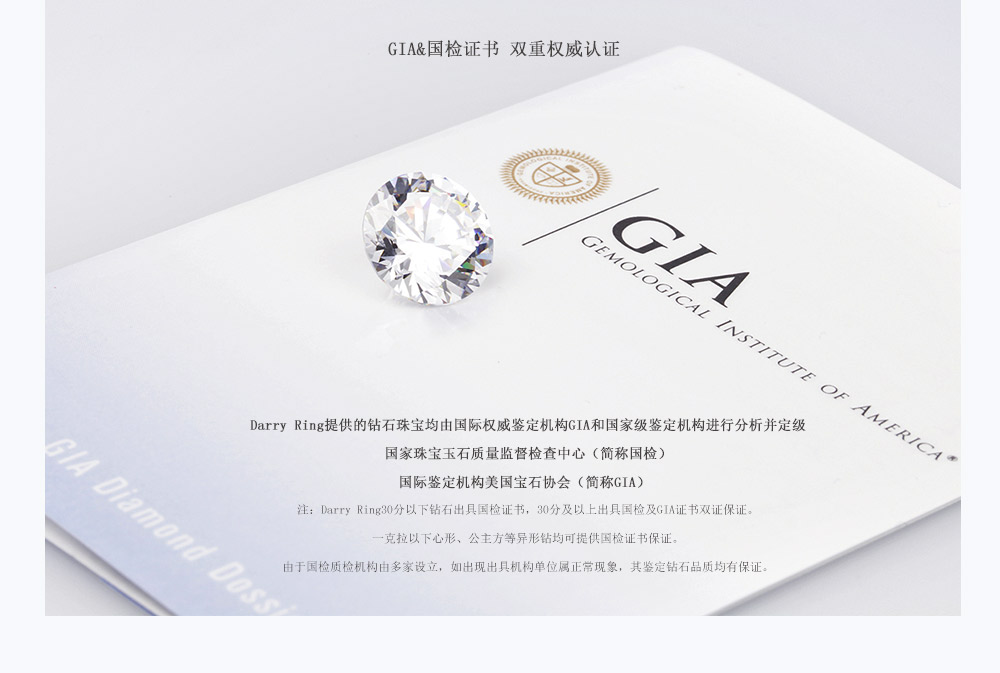 GIA&国检证书 双重权威认证
GEMOLOGICAL INSTITUTE OF AMERICA
GIA
GEMOLOGICAL INSTITUTE OF AMERICA®
Darry Ring提供的钻石珠宝均由国际权威鉴定机构GIA和国家级鉴定机构进行分析并定级
国家珠宝玉石质量监督检查中心（简称国检）
国际鉴定机构美国宝石协会（简称GIA）
注：Darry Ring30分以下钻石出具国检证书，30分及以上出具国检及GIA证书双证保证。
一克拉以下心形、公主方等异形钻均可提供国检证书保证。
由于国检质检机构由多家设立，如出现出具机构单位属正常现象，其鉴定钻石品质均有保证。
GIA Diamond Dossi